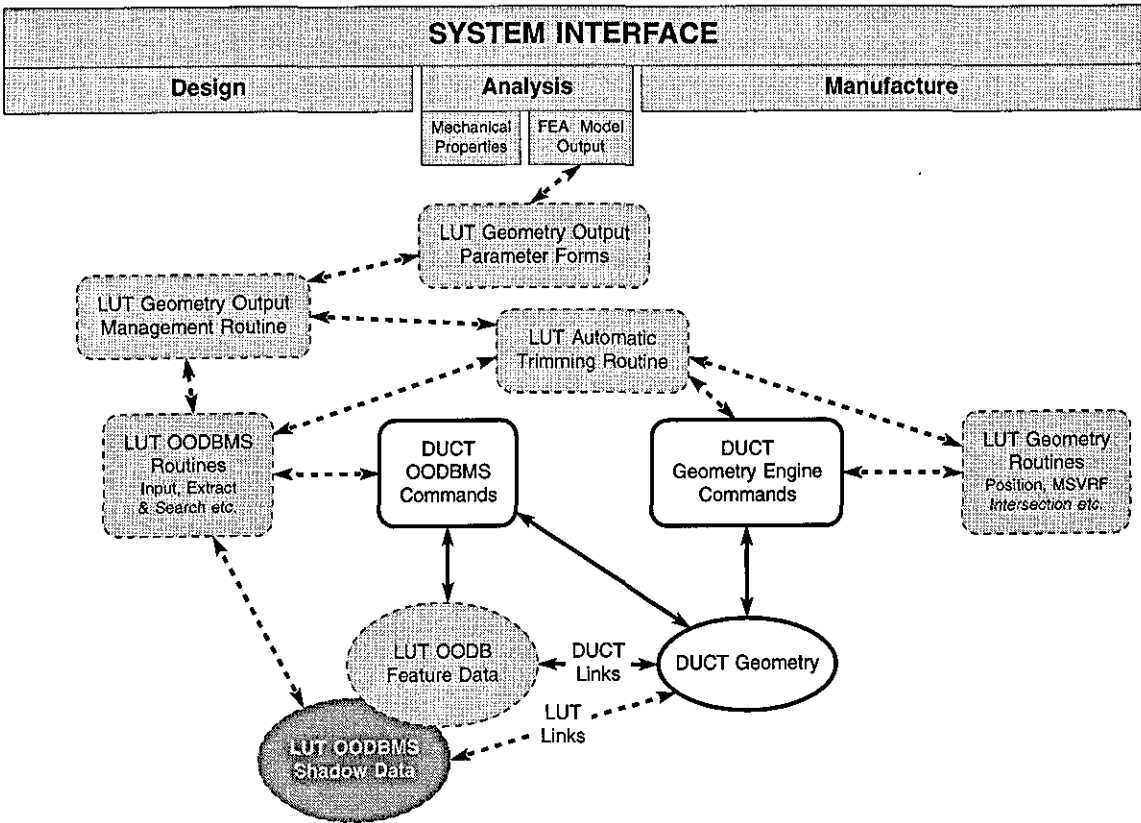 SYSTEM INTERFACE
Design
Analysis
Manufacture
Mechanical
Properties
FEA Model
Output
LUT Geometry Output
Parameter Forms
LUT Geometry Output
Management Routine
LUT Automatic
Trimming Routine
LUT OODBMS
Routines
Input, Extract
& Search etc.
DUCT
OODBMS
Commands
DUCT
Geometry Engine
Commands
LUT Geometry
Routines
Position, MSVRF
Intersection etc.
LUT OODB
Feature Data
DUCT
Links
DUCT Geometry
LUT
Links
LUT OODBMS
Shadow Data